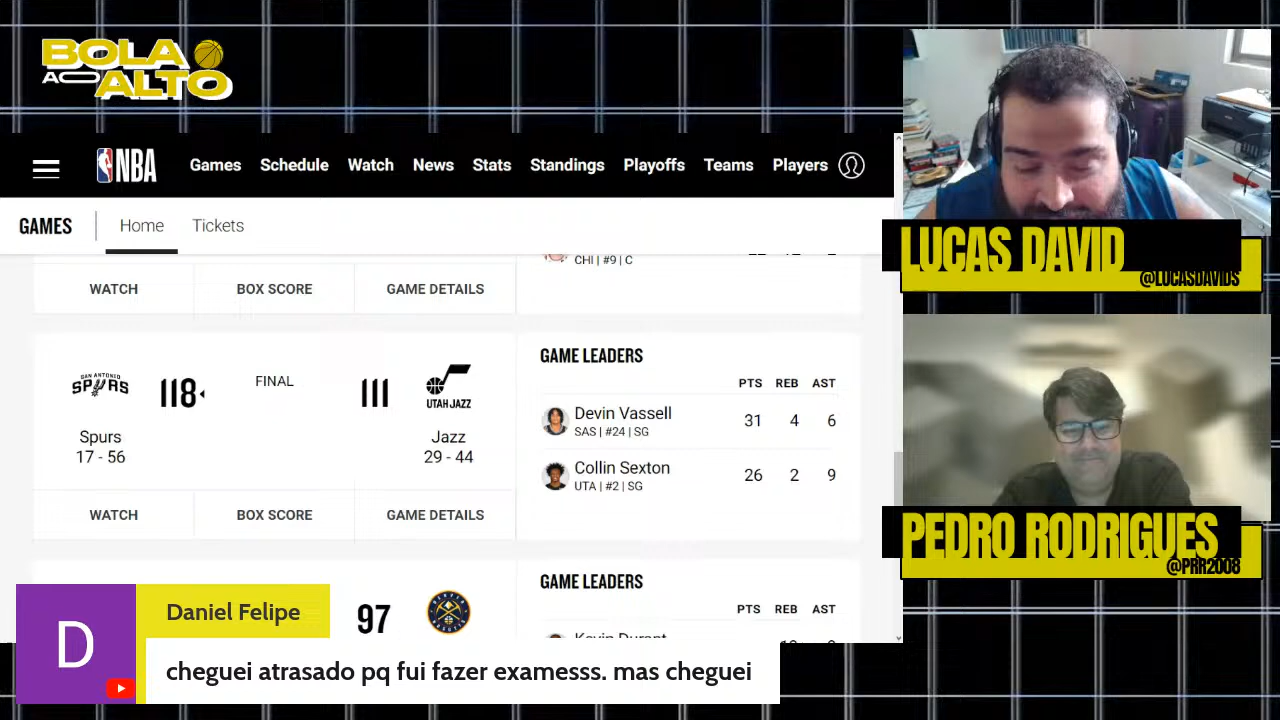 BOLA
AO ALTO
NBA Games Schedule Watch News Stats Standings Playoffs Teams Players
GAMES Home Tickets
CHI | #9 | C
WATCH BOX SCORE GAME DETAILS
GAME LEADERS
PTS REB AST
SAN ANTONIO
SPURS 118 FINAL 111 UTAH JAZZ
Spurs Jazz
17 - 56 29 - 44
Devin Vassell 31 4 6
SAS | #24 | SG
Collin Sexton 26 2 9
UTA | #2 | SG
WATCH BOX SCORE GAME DETAILS
GAME LEADERS
PTS REB AST
97
Kevin Durant
LUCAS DAVID
@LUCASDAVIDS
PEDRO RODRIGUES
@PRR2008
D
Daniel Felipe
cheguei atrasado pq fui fazer examesss. mas cheguei